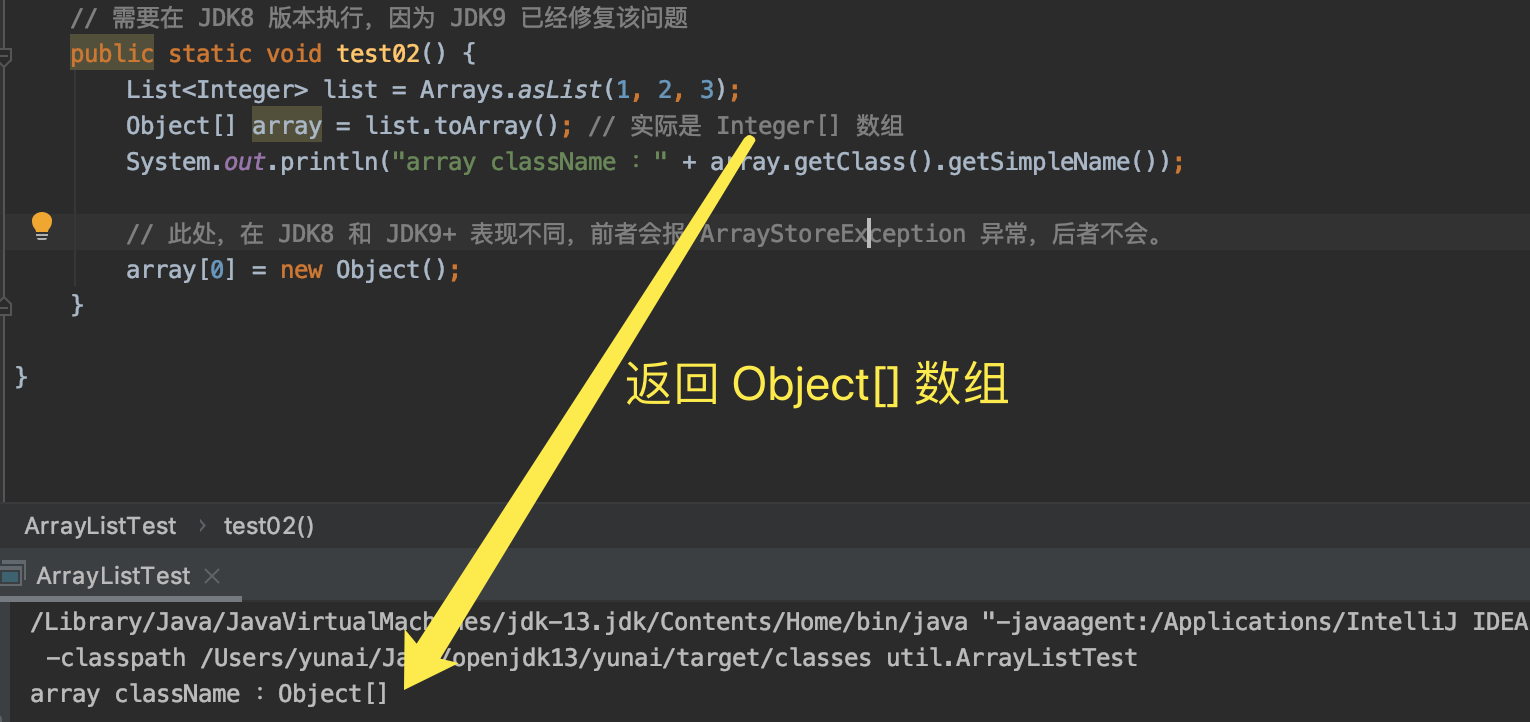 // 需要在 JDK8 版本执行，因为 JDK9 已经修复该问题
public static void test02() {
List<Integer> list = Arrays.asList(1, 2, 3);
Object[] array = list.toArray(); // 实际是 Integer[] 数组
System.out.println("array className ：" + array.getClass().getSimpleName());
// 此处，在 JDK8 和 JDK9+ 表现不同，前者会报 ArrayStoreException 异常，后者不会。
array[0] = new Object();
}
}
返回 Object[] 数组
ArrayListTest › test02()
ArrayListTest ×
/Library/Java/JavaVirtualMachines/jdk-13.jdk/Contents/Home/bin/java "-javaagent:/Applications/IntelliJ IDEA
-classpath /Users/yunai/Java/openjdk13/yunai/target/classes util.ArrayListTest
array className ：Object[]